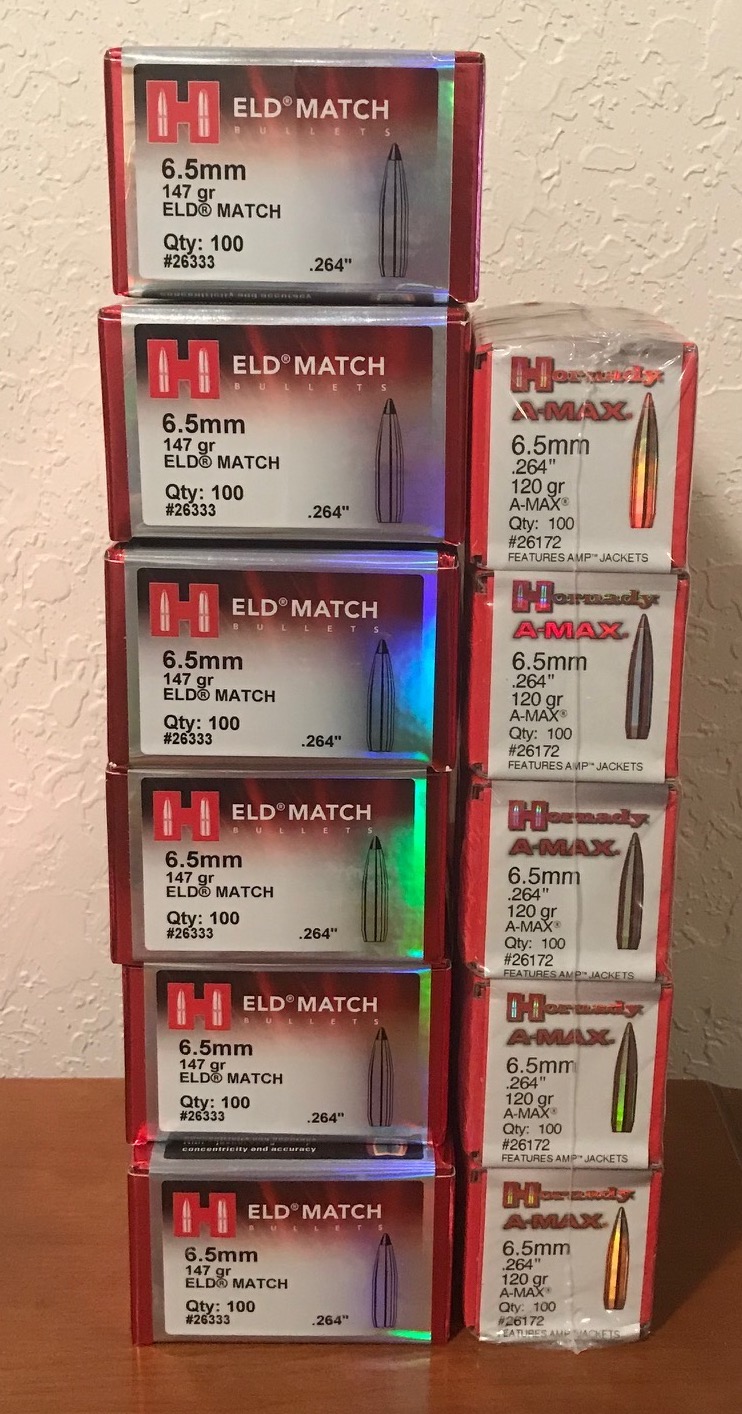 ELD® MATCH
BULLETS
6.5mm
147 gr
ELD® MATCH
Qty: 100
#26333
.264"
ELD® MATCH
BULLETS
6.5mm
147 gr
ELD® MATCH
Qty: 100
#26333
.264"
ELD® MATCH
BULLETS
6.5mm
147 gr
ELD® MATCH
Qty: 100
#26333
.264"
ELD® MATCH
BULLETS
6.5mm
147 gr
ELD® MATCH
Qty: 100
#26333
.264"
ELD® MATCH
BULLETS
6.5mm
147 gr
ELD® MATCH
Qty: 100
#26333
.264"
concentricity and accuracy
ELD® MATCH
BULLETS
6.5mm
147 gr
ELD® MATCH
Qty: 100
#26333
.264"
Hornady
A-MAX®
6.5mm
.264"
120 gr
A-MAX®
Qty: 100
#26172
FEATURES AMP™ JACKETS
Hornady
A-MAX®
6.5mm
.264"
120 gr
A-MAX®
Qty: 100
#26172
FEATURES AMP™ JACKETS
Hornady
A-MAX®
6.5mm
.264"
120 gr
A-MAX®
Qty: 100
#26172
FEATURES AMP™ JACKETS
Hornady
A-MAX®
6.5mm
.264"
120 gr
A-MAX®
Qty: 100
#26172
FEATURES AMP™ JACKETS
Hornady
A-MAX®
6.5mm
.264"
120 gr
A-MAX®
Qty: 100
#26172
FEATURES AMP™ JACKETS